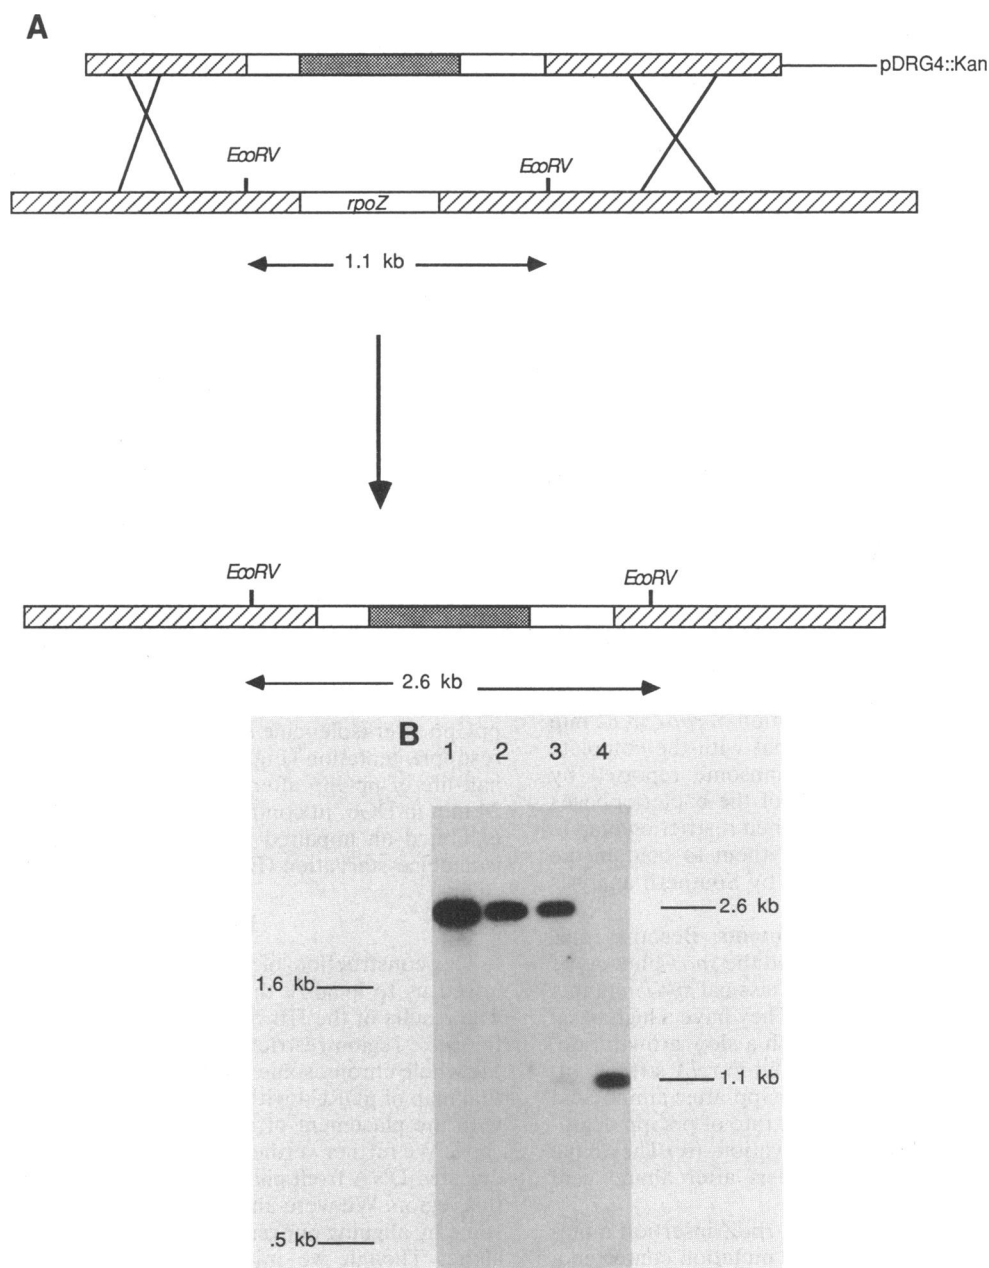 A
pDRG4::Kan
EcoRV
EcoRV
rpoZ
1.1 kb
EcoRV
EcoRV
2.6 kb
B
1 2 3 4
2.6 kb
1.6 kb
1.1 kb
.5 kb